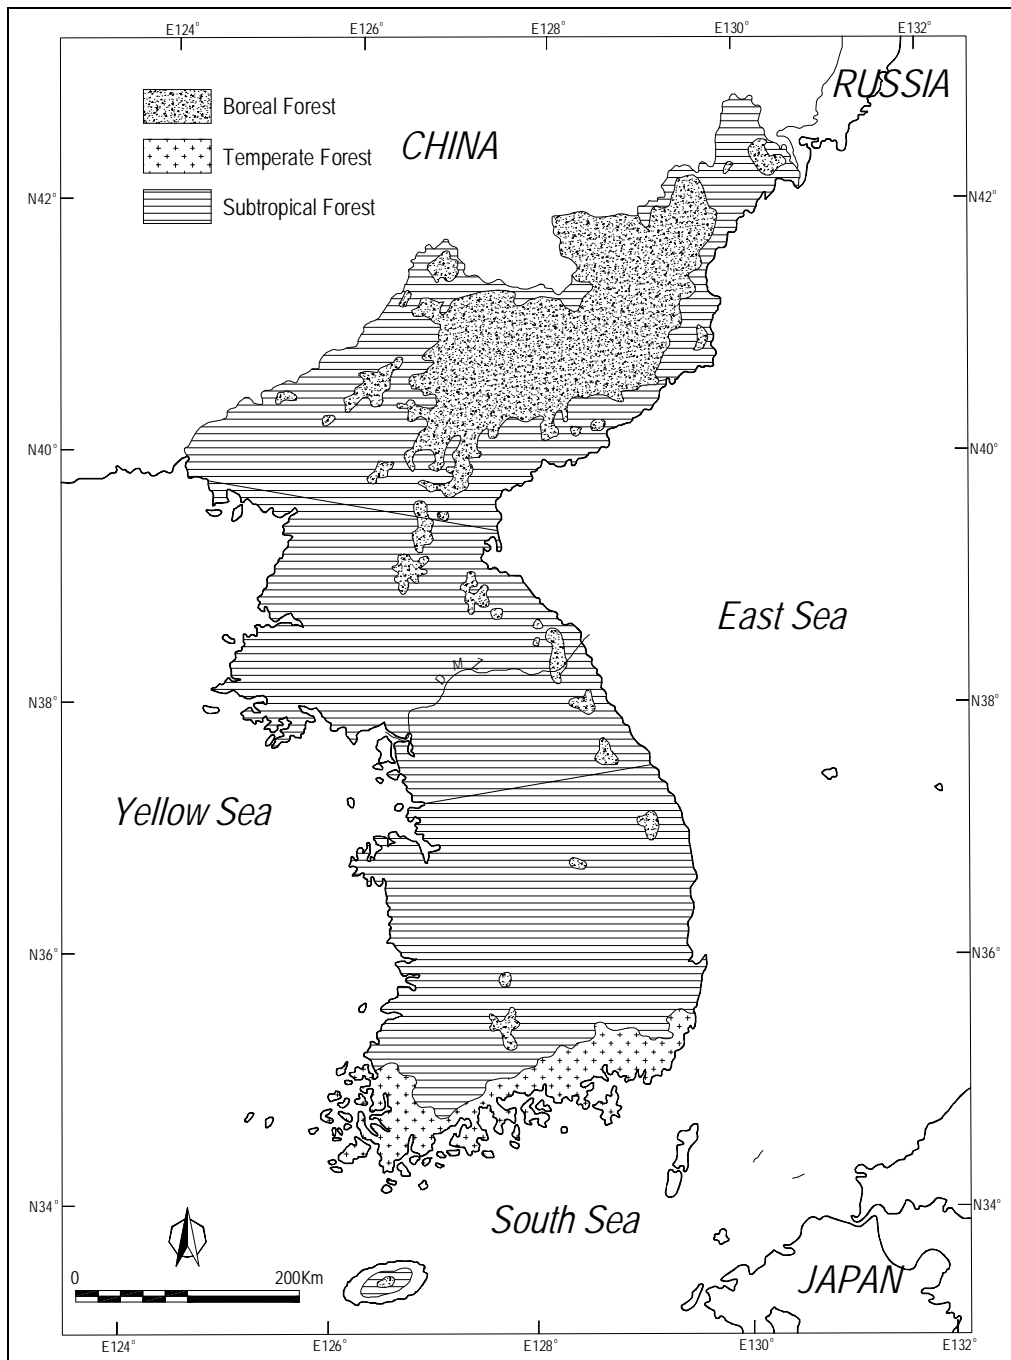 E124° E126° E128° E130° E132°
RUSSIA
Boreal Forest
CHINA
Temperate Forest
N42° N42°
Subtropical Forest
N40° N40°
East Sea
D M Z
N38° N38°
Yellow Sea
N36° N36°
N34° N34°
South Sea
0 200Km
JAPAN
E124° E126° E128° E130° E132°